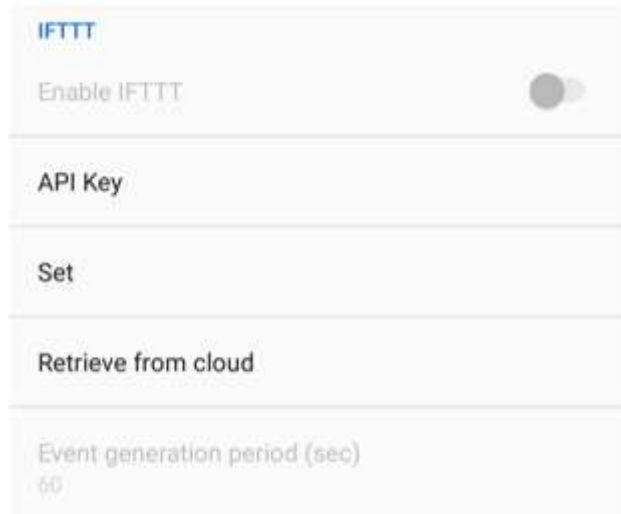 IFTTT
Enable IFTTT
API Key
Set
Retrieve from cloud
Event generation period (sec)
60